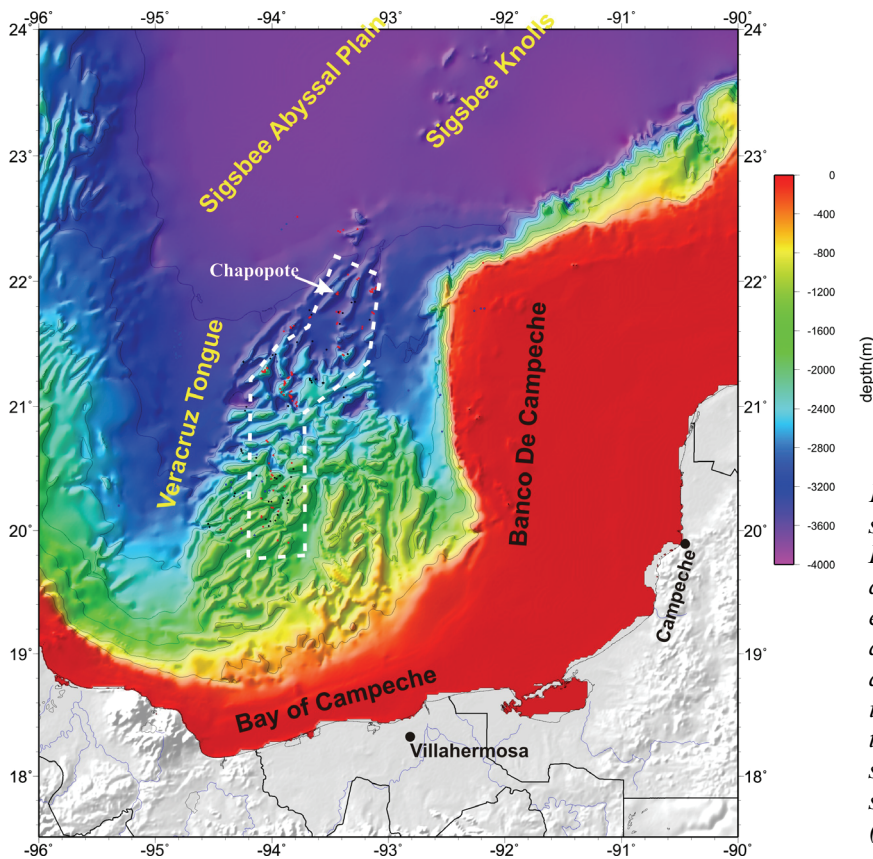 -96 -95 -94 -93 -92 -91 -90
24° 24°
Sigsbee Abyssal Plain
Sigsbee Knolls
23° 23°
22° 22°
Chapopote
Veracruz Tongue
21° 21°
Banco De Campeche
20° 20°
Campeche
19° 19°
Bay of Campeche
Villahermosa
18° 18°
-96 -95 -94 -93 -92 -91 -90
0
-400
-800
-1200
-1600
-2000
-2400
-2800
-3200
-3600
-4000
depth(m)